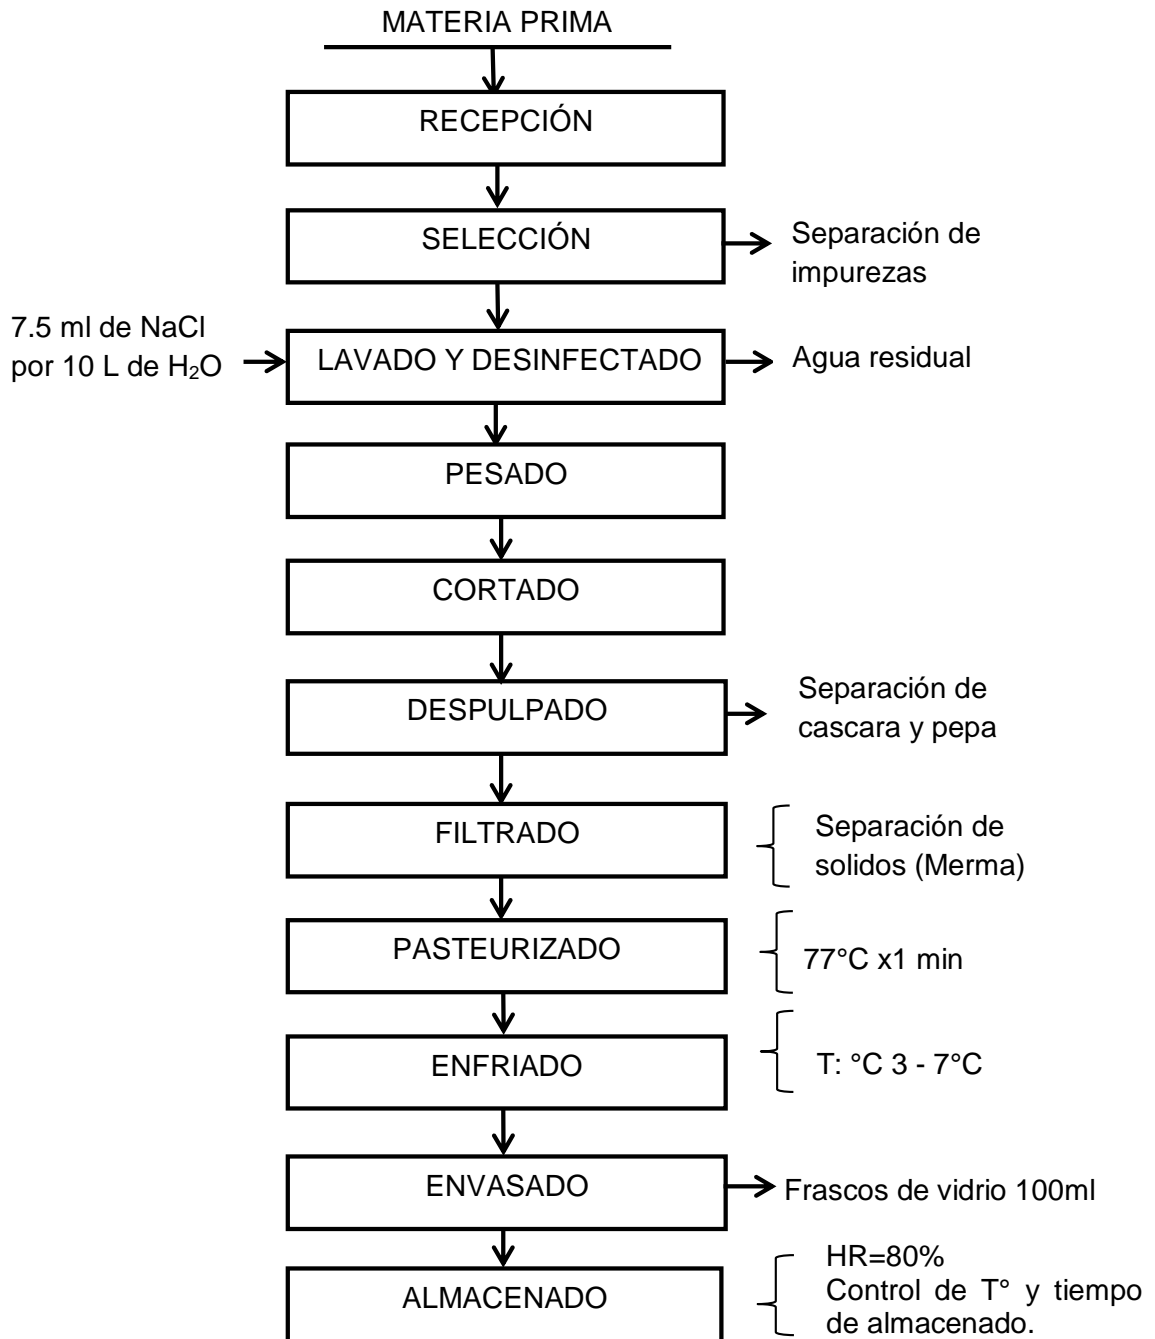 MATERIA PRIMA
RECEPCIÓN
SELECCIÓN
Separación de
impurezas
7.5 ml de NaCl
por 10 L de H₂O
LAVADO Y DESINFECTADO
Agua residual
PESADO
CORTADO
DESPULPADO
Separación de
cascara y pepa
FILTRADO
Separación de
solidos (Merma)
PASTEURIZADO
77°C x1 min
ENFRIADO
T: °C 3 - 7°C
ENVASADO
Frascos de vidrio 100ml
ALMACENADO
HR=80%
Control de T° y tiempo
de almacenado.